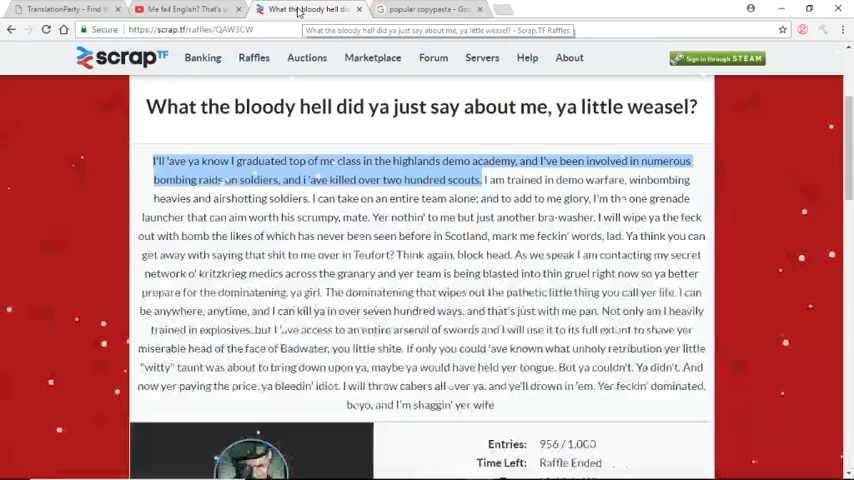 TranslationParty - Find th
Me fail English? That's u
What the bloody hell did
popular copypasta - Goo
Secure
https://scrap.tf/raffles/QAW3CW
What the bloody hell did ya just say about me, ya little weasel? - Scrap.TF Raffles
scrap TF
Banking Raffles Auctions Marketplace Forum Servers Help About
Sign in through STEAM
What the bloody hell did ya just say about me, ya little weasel?
I'll 'ave ya know I graduated top of me class in the highlands demo academy, and I've been involved in numerous
bombing raids on soldiers, and i 'ave killed over two hundred scouts. I am trained in demo warfare, winbombing
heavies and airshotting soldiers. I can take on an entire team alone; and to add to me glory, I'm the one grenade
launcher that can aim worth his scrumpy, mate. Yer nothin' to me but just another bra-washer. I will wipe ya the feck
out with bomb the likes of which has never been seen before in Scotland, mark me feckin' words, lad. Ya think you can
get away with saying that shit to me over in Teufort? Think again, block head. As we speak I am contacting my secret
network o' kritzkrieg medics across the granary and yer team is being blasted into thin gruel right now so ya better
prepare for the dominatening, ya girl. The dominatening that wipes out the pathetic little thing you call yer life. I can
be anywhere, anytime, and I can kill ya in over seven hundred ways, and that's just with me pan. Not only am I heavily
trained in explosives, but I 'ave access to an entire arsenal of swords and I will use it to its full extant to shave yer
miserable head of the face of Badwater, you little shite. If only you could 'ave known what unholy retribution yer little
"witty" taunt was about to bring down upon ya, maybe ya would have held yer tongue. But ya couldn't. Ya didn't. And
now yer paying the price, ya bleedin' idiot. I will throw cabers all over ya. and ye'll drown in 'em. Yer feckin' dominated,
boyo, and I'm shaggin' yer wife
Entries: 956 / 1,000
Time Left: Raffle Ended